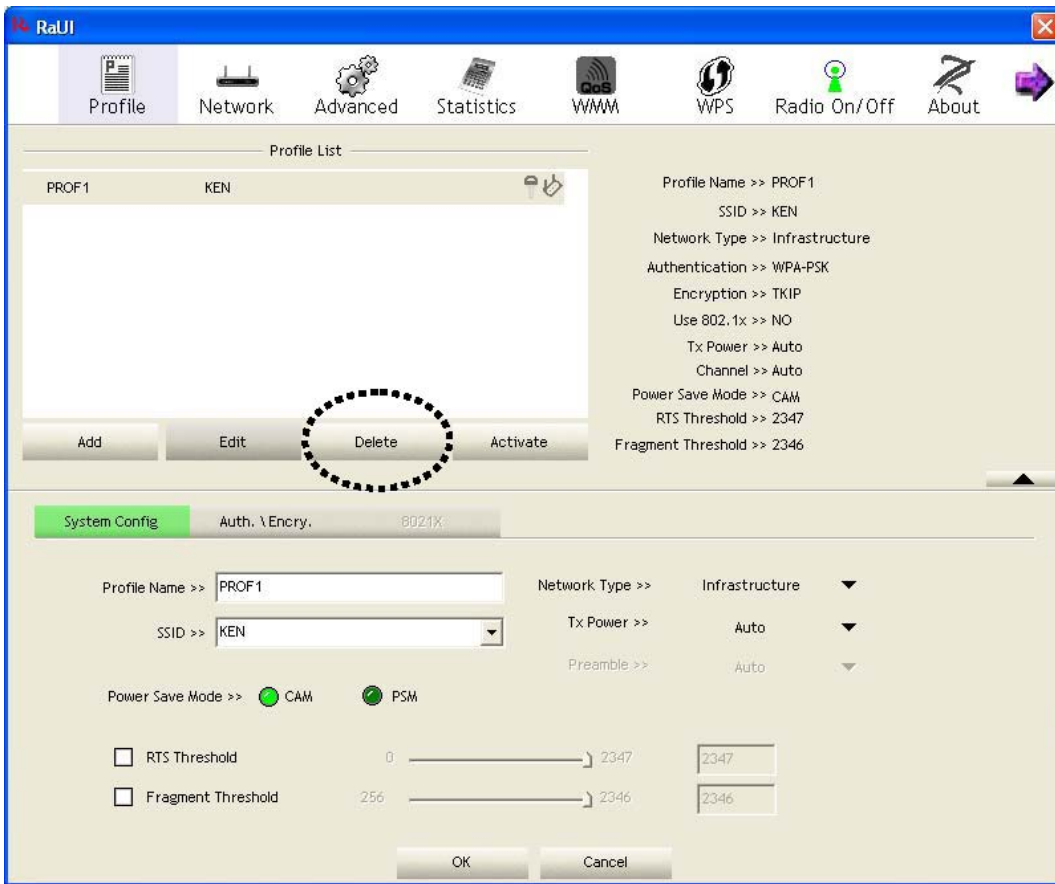 RaUI
Profile Network Advanced Statistics QoS WMM WPS Radio On/Off About
Profile List
PROF1 KEN
Add Edit Delete Activate
Profile Name >> PROF1
SSID >> KEN
Network Type >> Infrastructure
Authentication >> WPA-PSK
Encryption >> TKIP
Use 802.1x >> NO
Tx Power >> Auto
Channel >> Auto
Power Save Mode >> CAM
RTS Threshold >> 2347
Fragment Threshold >> 2346
System Config Auth. \ Encry. 8021X
Profile Name >> PROF1 Network Type >> Infrastructure
SSID >> KEN Tx Power >> Auto
Preamble >> Auto
Power Save Mode >> CAM PSM
RTS Threshold 0 2347 2347
Fragment Threshold 256 2346 2346
OK Cancel